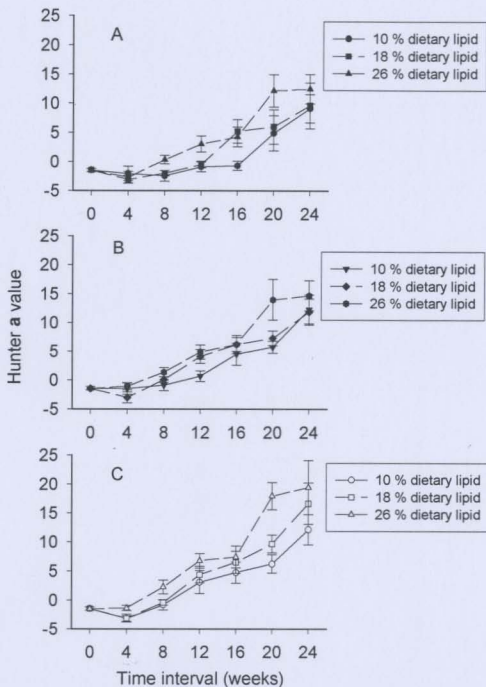 A
25
20
15
10
5
0
-5
0 4 8 12 16 20 24
10 % dietary lipid
18 % dietary lipid
26 % dietary lipid
B
25
20
15
10
5
0
-5
0 4 8 12 16 20 24
10 % dietary lipid
18 % dietary lipid
26 % dietary lipid
Hunter a value
C
25
20
15
10
5
0
-5
0 4 8 12 16 20 24
10 % dietary lipid
18 % dietary lipid
26 % dietary lipid
Time interval (weeks)